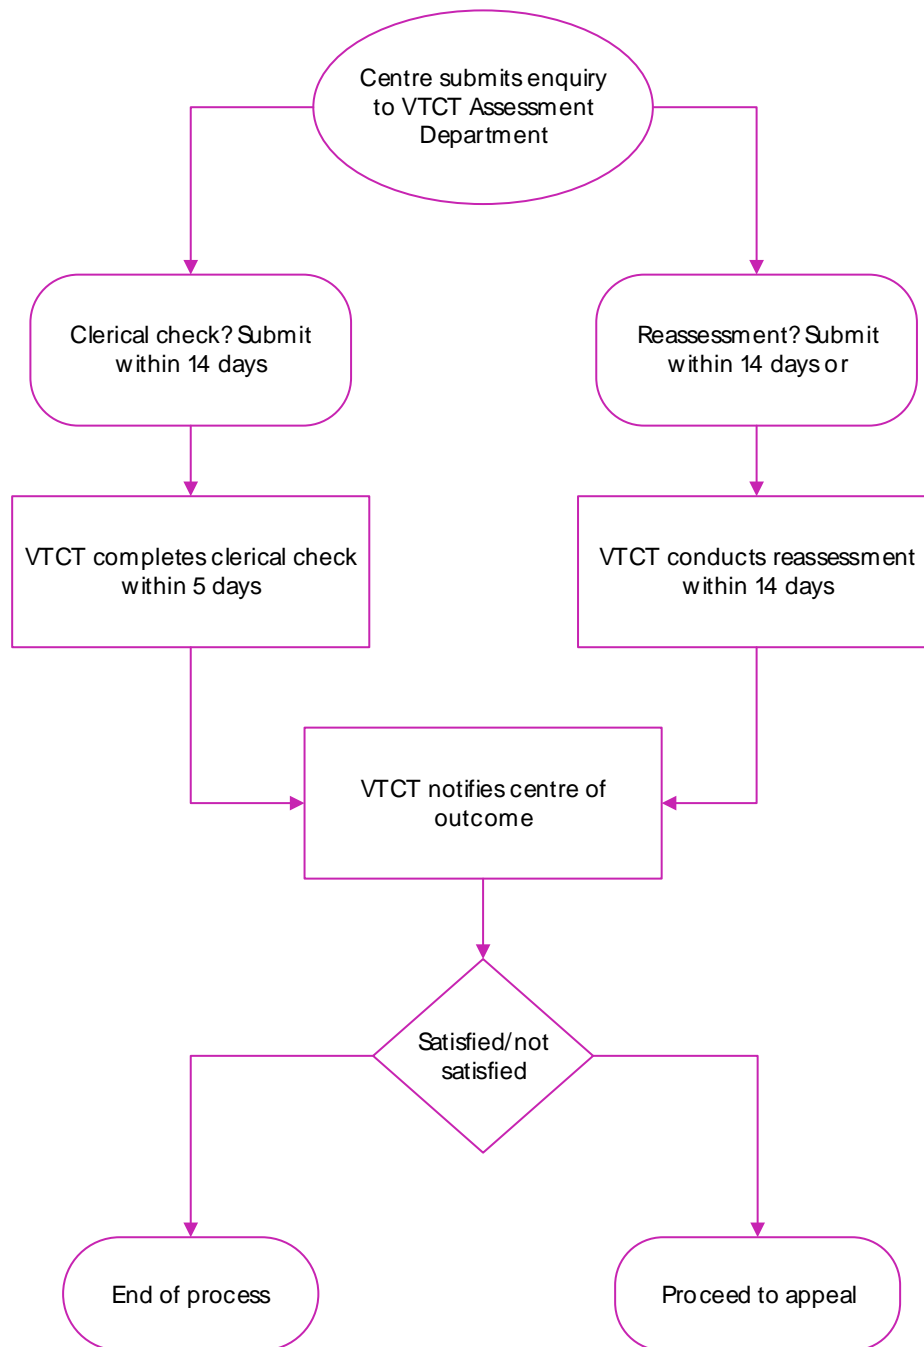 Centre submits enquiry
to VTCT Assessment
Department
Clerical check? Submit
within 14 days
Reassessment? Submit
within 14 days or
VTCT completes clerical check
within 5 days
VTCT conducts reassessment
within 14 days
VTCT notifies centre of
outcome
Satisfied/not
satisfied
End of process
Proceed to appeal